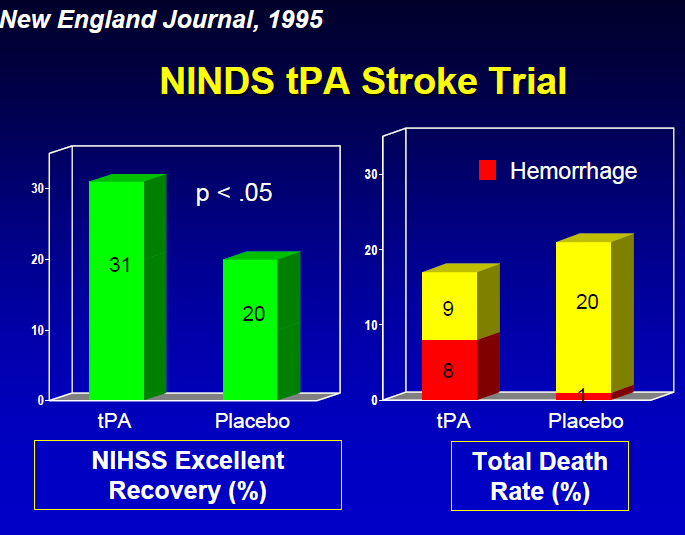 New England Journal, 1995
NINDS tPA Stroke Trial
30
20
10
0
p < .05
31
20
tPA
Placebo
NIHSS Excellent
Recovery (%)
30
20
10
0
Hemorrhage
9
8
20
1
tPA
Placebo
Total Death
Rate (%)